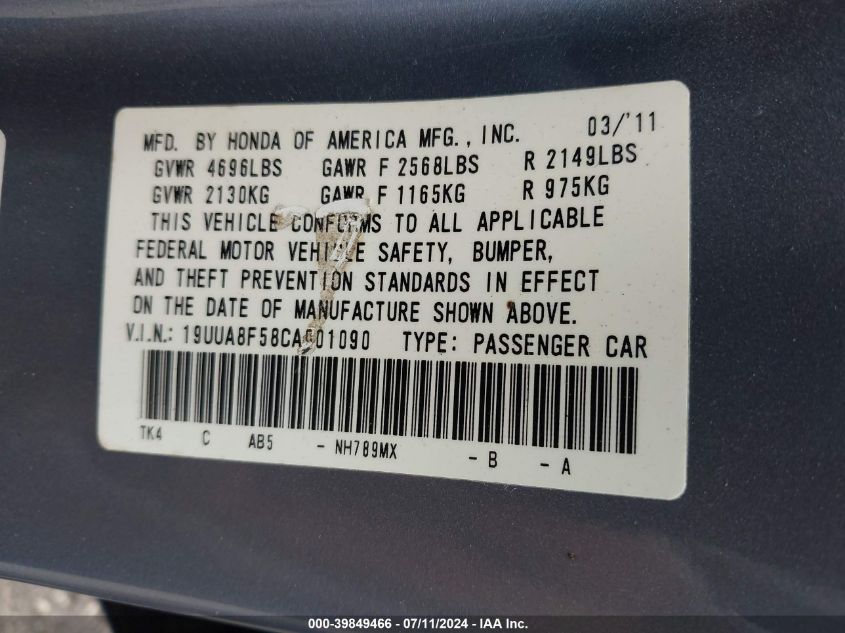 MFD. BY HONDA OF AMERICA MFG., INC. 03/'11
GVWR 4696LBS GAWR F 2568LBS R 2149LBS
GVWR 2130KG GAWR F 1165KG R 975KG
THIS VEHICLE CONFORMS TO ALL APPLICABLE
FEDERAL MOTOR VEHICLE SAFETY, BUMPER,
AND THEFT PREVENTION STANDARDS IN EFFECT
ON THE DATE OF MANUFACTURE SHOWN ABOVE.
V.I.N.: 19UUA8F58CA001090 TYPE: PASSENGER CAR
TK4 C AB5 - NH789MX - B - A
000-39849466 - 07/11/2024 - IAA Inc.